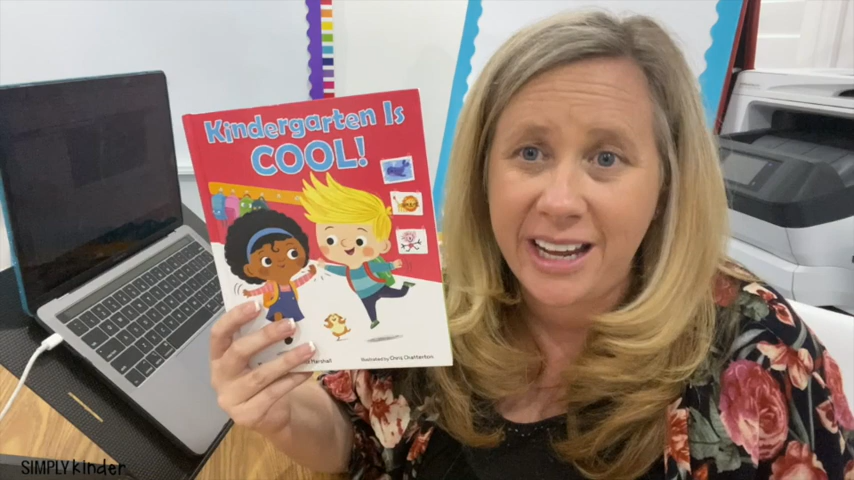 Kindergarten Is
COOL!
Marshall
Illustrated by Chris Chatterton
SIMPLY kinder